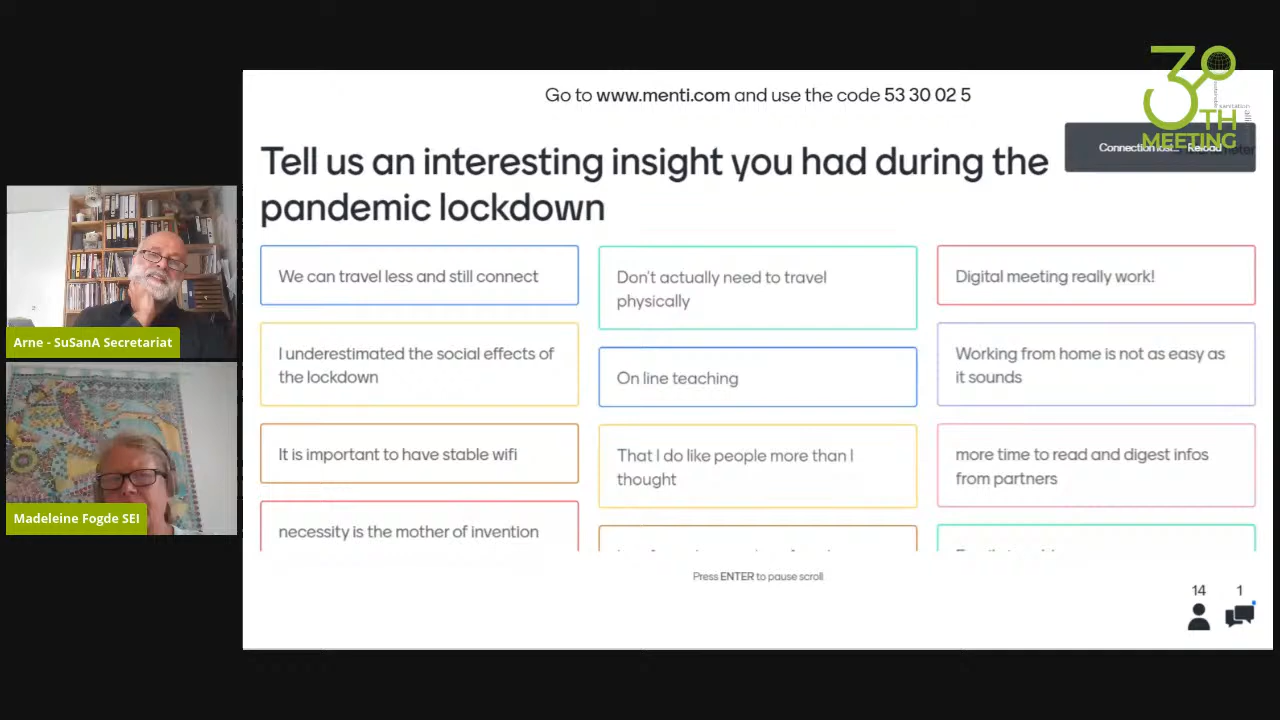 Go to www.menti.com and use the code 53 30 02 5
30
TH
MEETING
sanitation
Connection lost Reload
Tell us an interesting insight you had during the
pandemic lockdown
We can travel less and still connect
Don't actually need to travel
physically
Digital meeting really work!
I underestimated the social effects of
the lockdown
On line teaching
Working from home is not as easy as
it sounds
It is important to have stable wifi
That I do like people more than I
thought
more time to read and digest infos
from partners
necessity is the mother of invention
Press ENTER to pause scroll
14
1
Arne - SuSanA Secretariat
Madeleine Fogde SEI